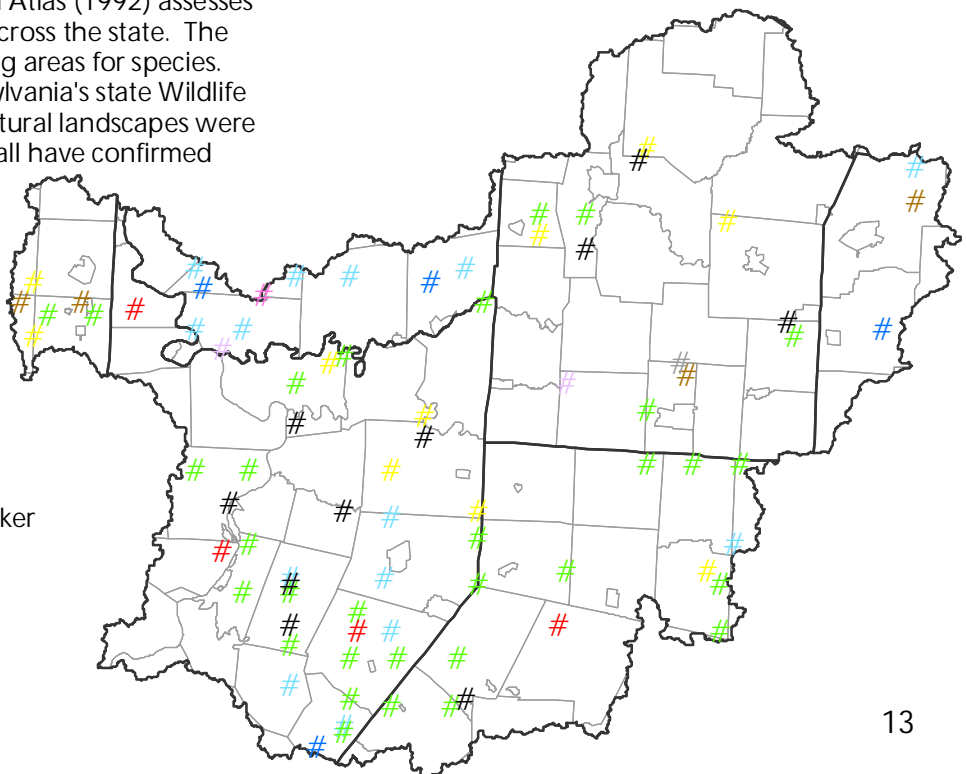 Atlas (1992) assesses
cross the state. The
g areas for species.
ylvania's state Wildlife
tural landscapes were
all have confirmed
ker
13